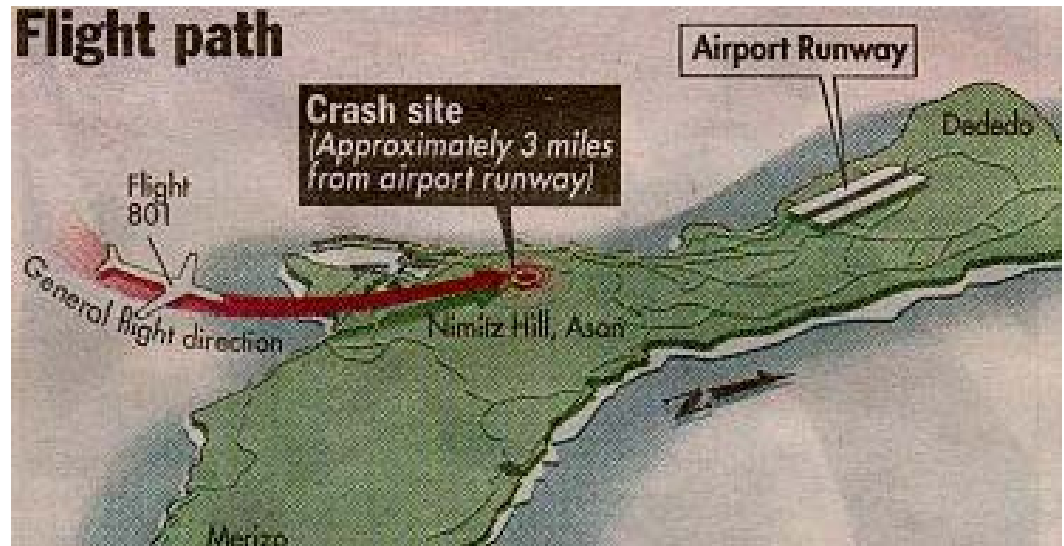 Flight path
Airport Runway
Crash site
(Approximately 3 miles
from airport runway)
Dededo
Flight
801
General flight direction
Nimitz Hill, Asan
N
Merizo